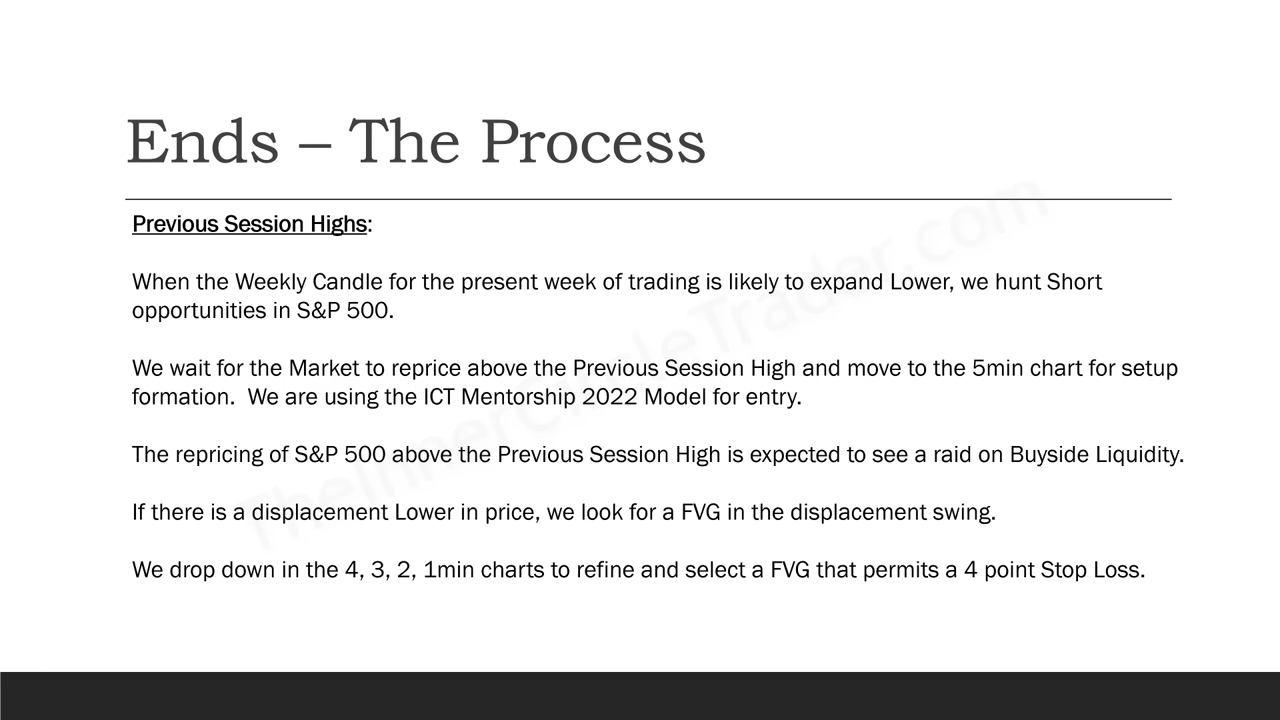 Ends – The Process
Previous Session Highs:
When the Weekly Candle for the present week of trading is likely to expand Lower, we hunt Short
opportunities in S&P 500.
We wait for the Market to reprice above the Previous Session High and move to the 5min chart for setup
formation.  We are using the ICT Mentorship 2022 Model for entry.
The repricing of S&P 500 above the Previous Session High is expected to see a raid on Buyside Liquidity.
If there is a displacement Lower in price, we look for a FVG in the displacement swing.
We drop down in the 4, 3, 2, 1min charts to refine and select a FVG that permits a 4 point Stop Loss.
TheInnerCircleTrader.com